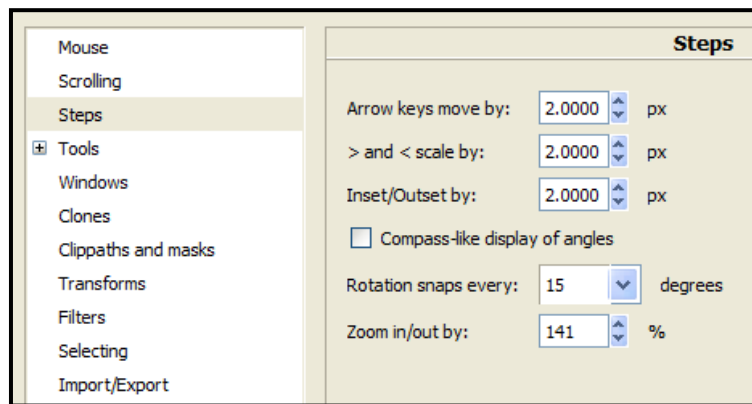 Mouse
Scrolling
Steps
Tools
Windows
Clones
Clippaths and masks
Transforms
Filters
Selecting
Import/Export
Steps
Arrow keys move by: 2.0000 px
> and < scale by: 2.0000 px
Inset/Outset by: 2.0000 px
Compass-like display of angles
Rotation snaps every: 15 degrees
Zoom in/out by: 141 %